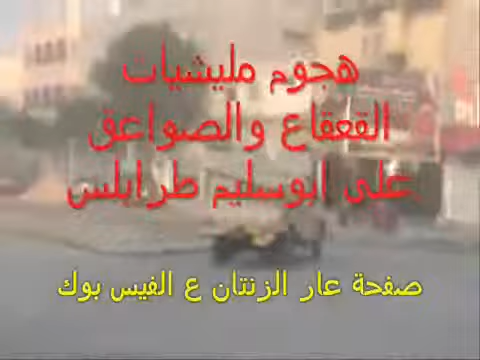 هجوم مليشيات
القعقاع والصواعق
على ابوسليم طرابلس
صفحة عار الزنتان ع الفيس بوك